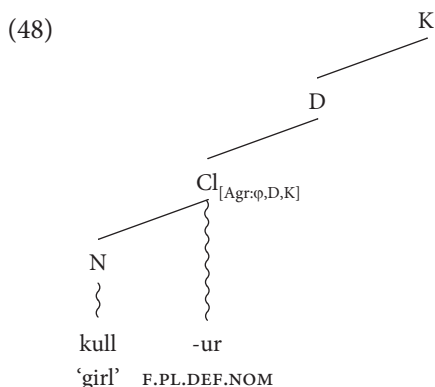 (48)
K
D
Cl[Agr:φ,D,K]
N
kull -ur
‘girl’ F.PL.DEF.NOM